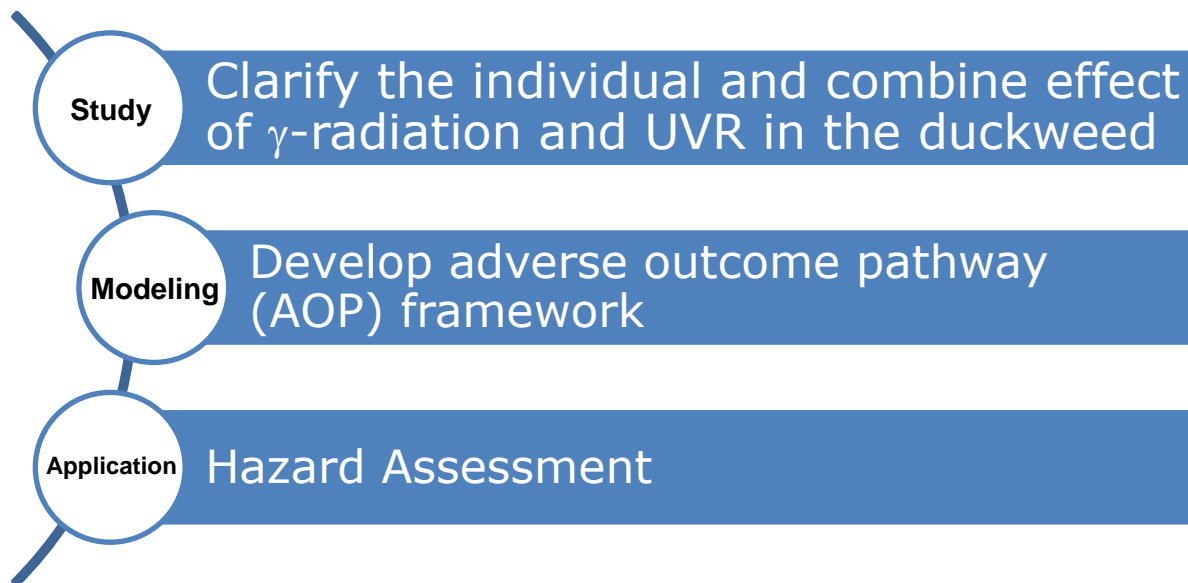 Study
Clarify the individual and combine effect
of γ-radiation and UVR in the duckweed
Modeling
Develop adverse outcome pathway
(AOP) framework
Application
Hazard Assessment